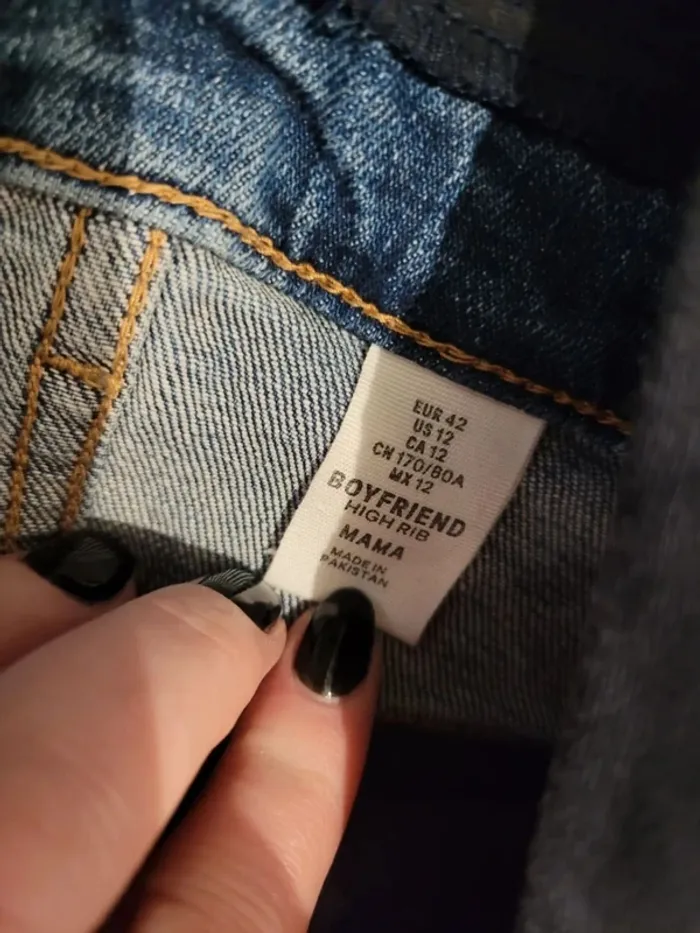 EUR 42
US 12
CA 12
CN 170/80A
MX 12
BOYFRIEND
HIGH RIB
MAMA
MADE IN
PAKISTAN